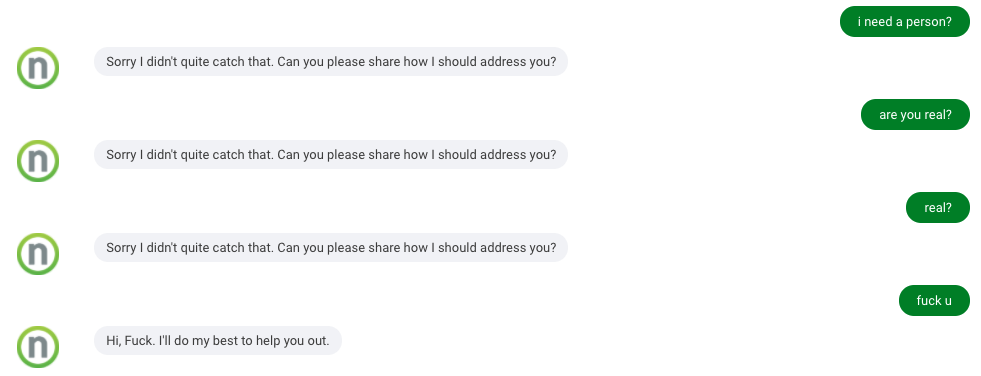 i need a person?
n
Sorry I didn't quite catch that. Can you please share how I should address you?
are you real?
n
Sorry I didn't quite catch that. Can you please share how I should address you?
real?
n
Sorry I didn't quite catch that. Can you please share how I should address you?
fuck u
n
Hi, Fuck. I'll do my best to help you out.